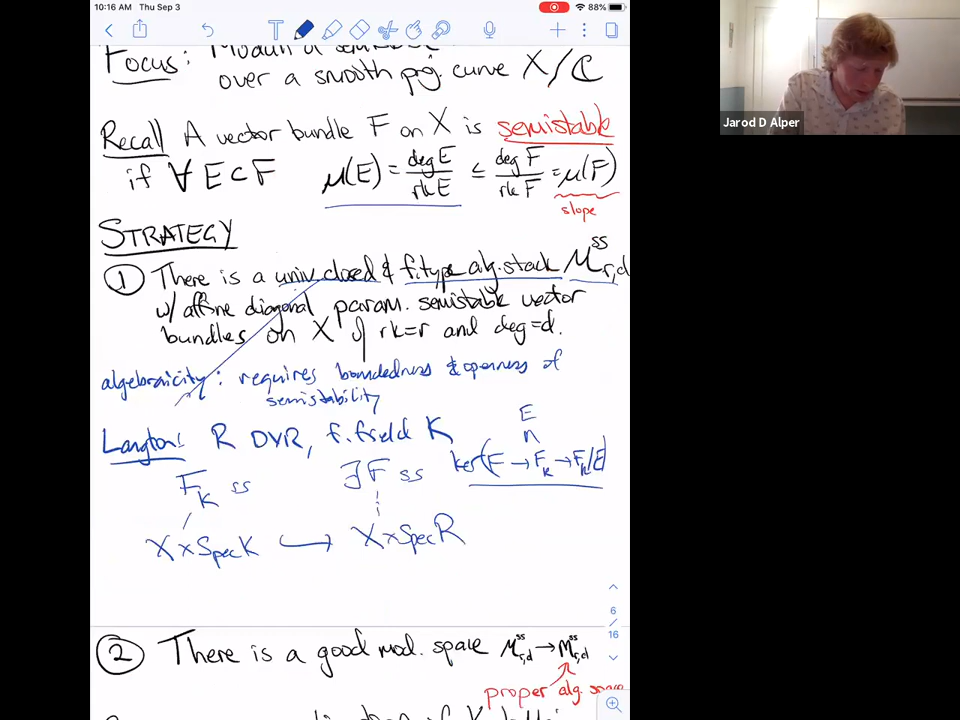 10:16 AM Thu Sep 3
88%
Focus:
over a smooth proj. curve X/ℂ
Recall A vector bundle F on X is semistable
if ∀ E⊂F μ(E) = deg E / rk E ≤ deg F / rk F = μ(F)
slope
STRATEGY
① There is a univ. closed & f. type alg. stack M^ss_r,d
w/ affine diagonal param. semistable vector
bundles on X of rk=r and deg=d.
algebraicity: requires boundedness & openness of
semistability
Langton: R DVR, f. field K
E
∩
ker(F → F_k → F_k/E)
F_K ss ∃F ss
X×Spec K ↪ X×Spec R
② There is a good mod. space M^ss_r,d → M^ss_r,d
proper alg. space
6
/
16
Jarod D Alper